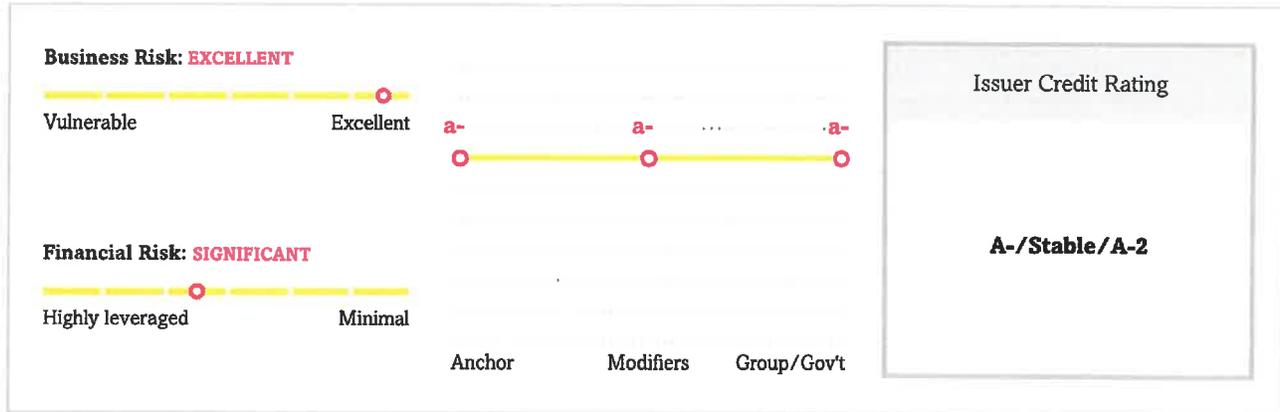 Business Risk: EXCELLENT
Vulnerable Excellent
Financial Risk: SIGNIFICANT
Highly leveraged Minimal
a- a- a-
Anchor Modifiers Group/Gov't
Issuer Credit Rating
A-/Stable/A-2